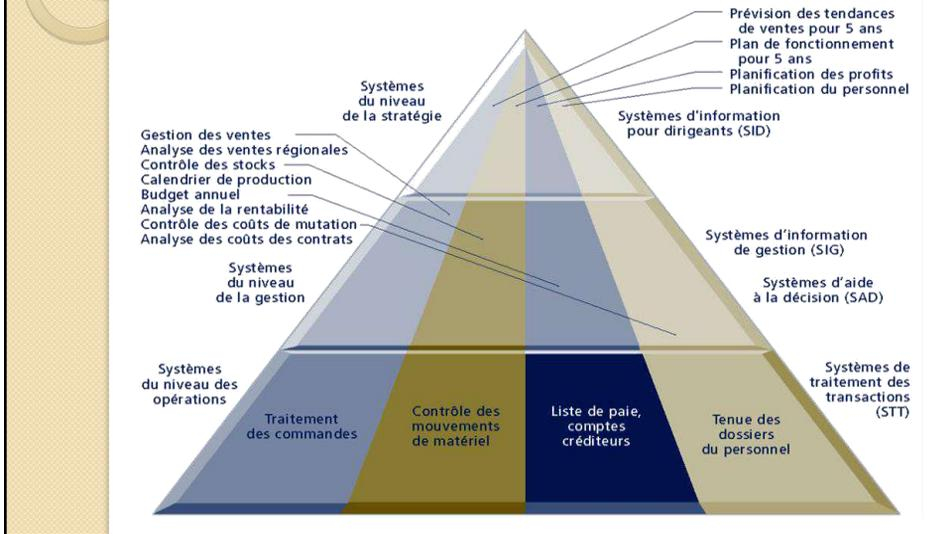 Prévision des tendances
de ventes pour 5 ans
Plan de fonctionnement
pour 5 ans
Planification des profits
Planification du personnel
Systèmes
du niveau
de la stratégie
Systèmes d'information
pour dirigeants (SID)
Gestion des ventes
Analyse des ventes régionales
Contrôle des stocks
Calendrier de production
Budget annuel
Analyse de la rentabilité
Contrôle des coûts de mutation
Analyse des coûts des contrats
Systèmes
du niveau
de la gestion
Systèmes d'information
de gestion (SIG)
Systèmes d'aide
à la décision (SAD)
Systèmes
du niveau des
opérations
Systèmes de
traitement des
transactions
(STT)
Traitement
des commandes
Contrôle des
mouvements
de matériel
Liste de paie,
comptes
créditeurs
Tenue des
dossiers
du personnel